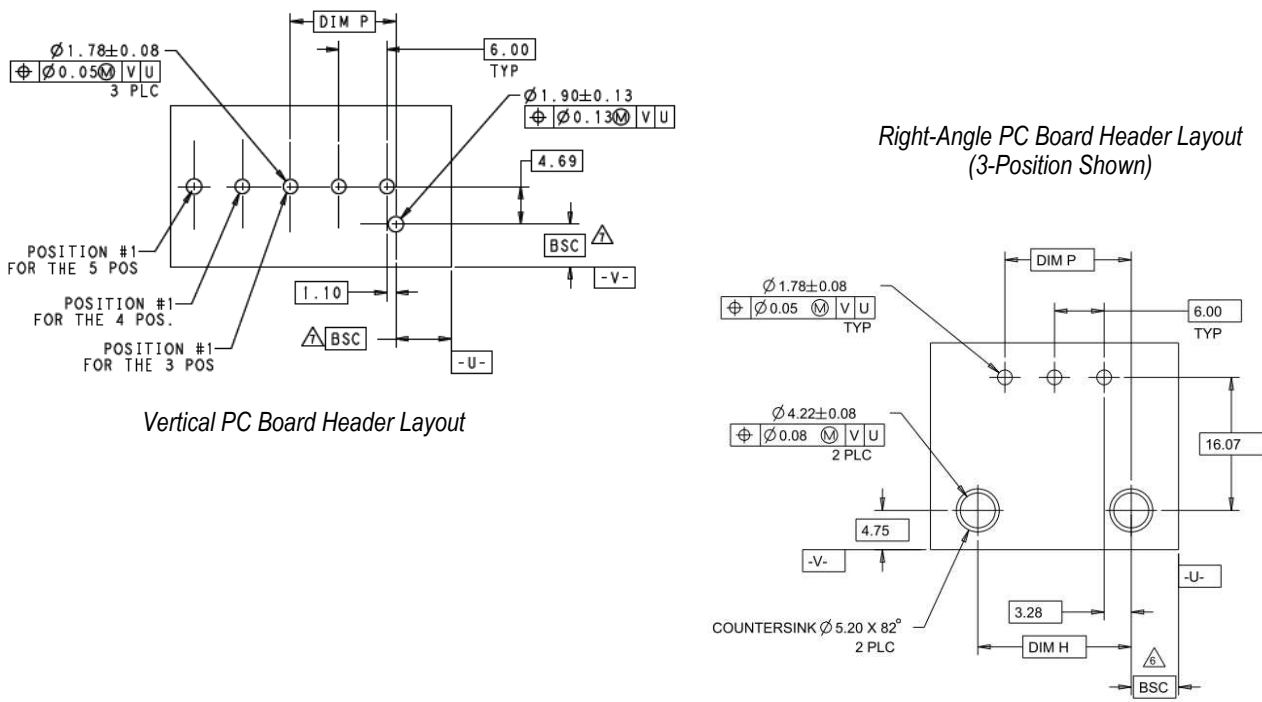 DIM P
Ø1.78±0.08
⌖ Ø0.05Ⓜ V U
3 PLC
6.00
TYP
Ø1.90±0.13
⌖ Ø0.13Ⓜ V U
4.69
POSITION #1
FOR THE 5 POS
BSC 7
-V-
1.10
POSITION #1
FOR THE 4 POS.
7 BSC
POSITION #1
FOR THE 3 POS
-U-
Vertical PC Board Header Layout
Right-Angle PC Board Header Layout
(3-Position Shown)
DIM P
Ø1.78±0.08
⌖ Ø0.05 Ⓜ V U
TYP
6.00
TYP
Ø4.22±0.08
⌖ Ø0.08 Ⓜ V U
2 PLC
16.07
4.75
-V-
-U-
3.28
COUNTERSINK Ø5.20 X 82°
2 PLC
DIM H
6
BSC